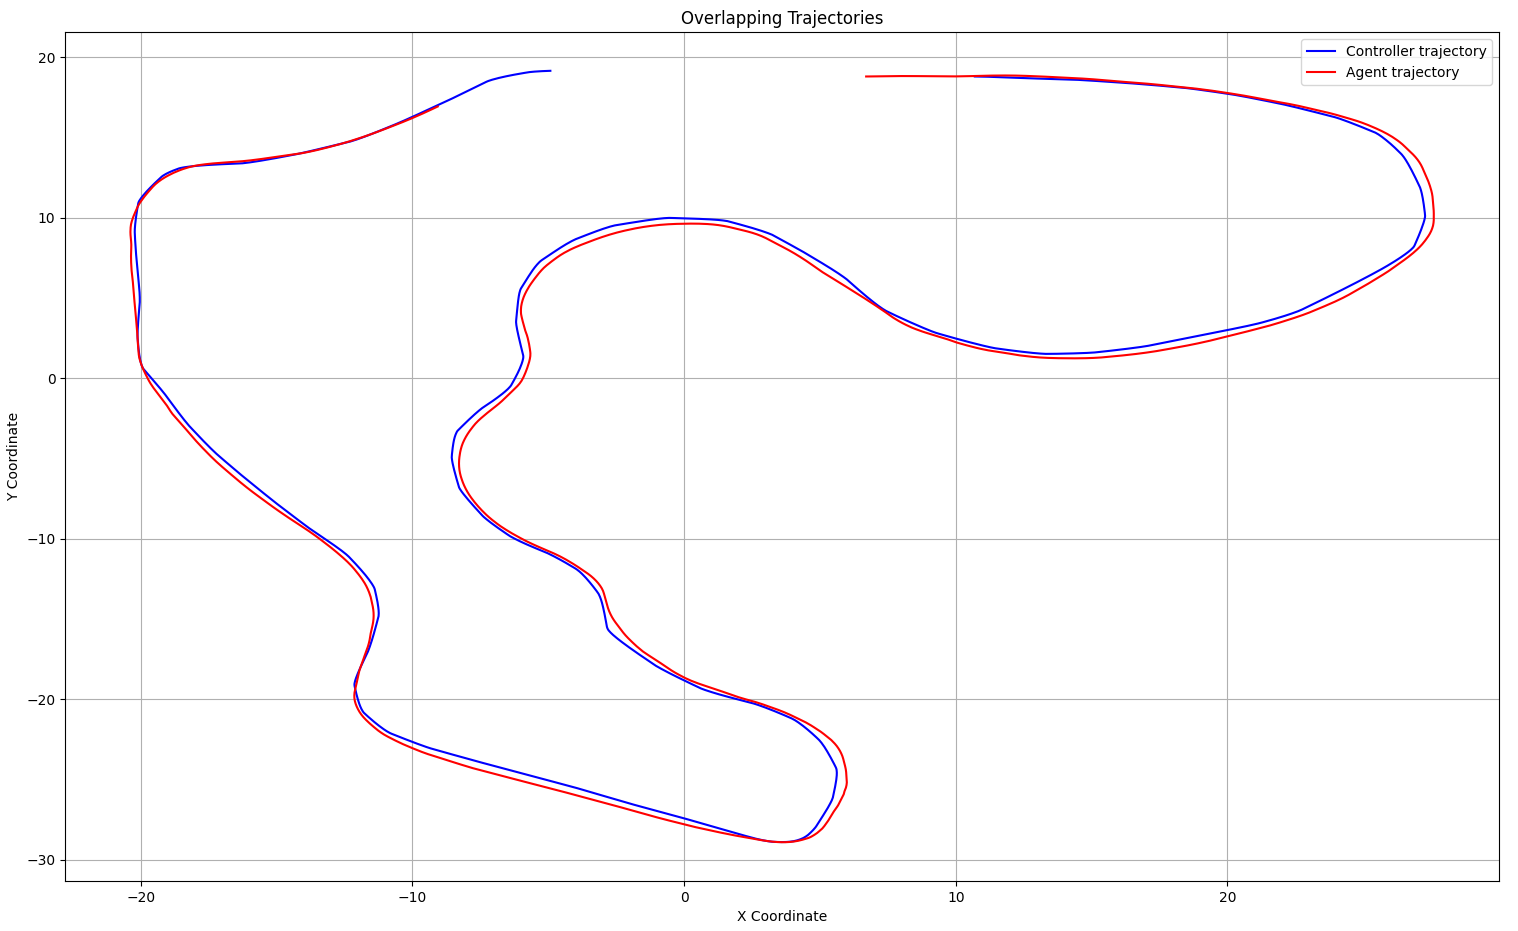 Overlapping Trajectories
Controller trajectory
Agent trajectory
20
10
0
−10
−20
−30
Y Coordinate
−20
−10
0
10
20
X Coordinate